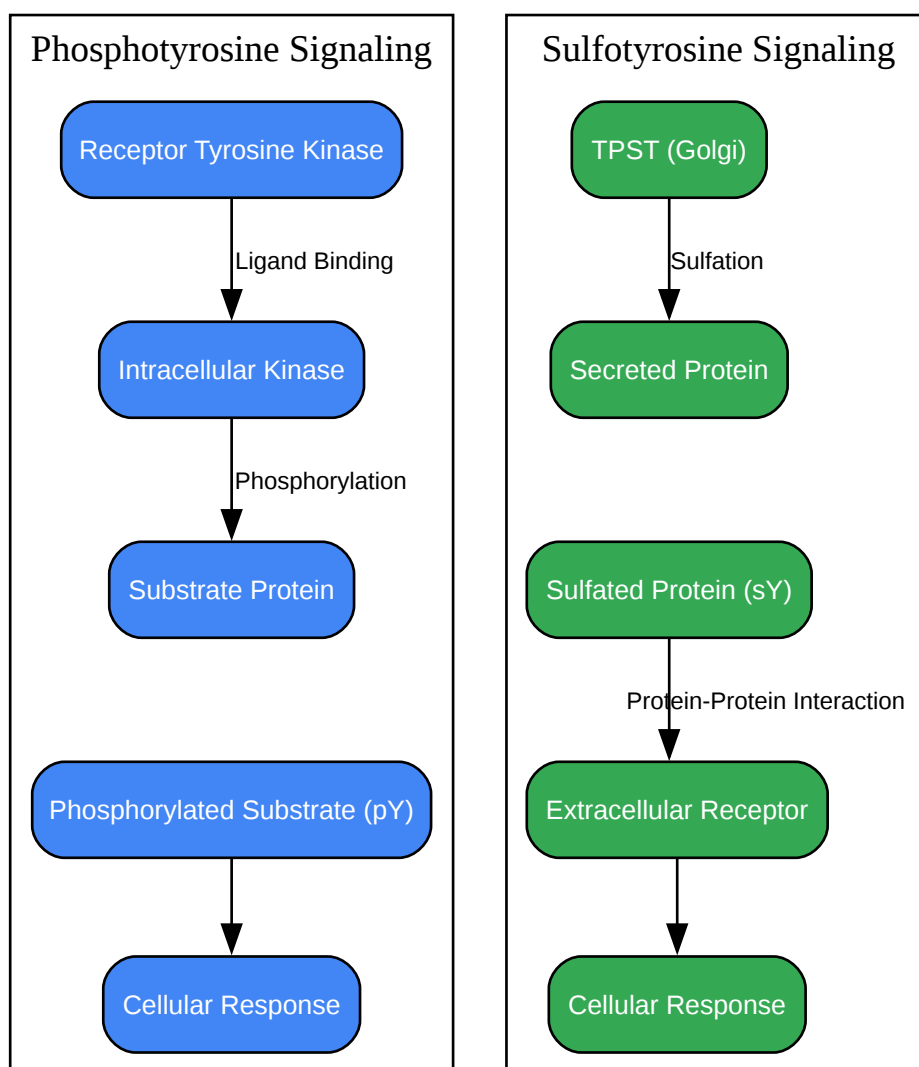 Phosphotyrosine Signaling
Receptor Tyrosine Kinase
Ligand Binding
Intracellular Kinase
Phosphorylation
Substrate Protein
Phosphorylated Substrate (pY)
Cellular Response
Sulfotyrosine Signaling
TPST (Golgi)
Sulfation
Secreted Protein
Sulfated Protein (sY)
Protein-Protein Interaction
Extracellular Receptor
Cellular Response